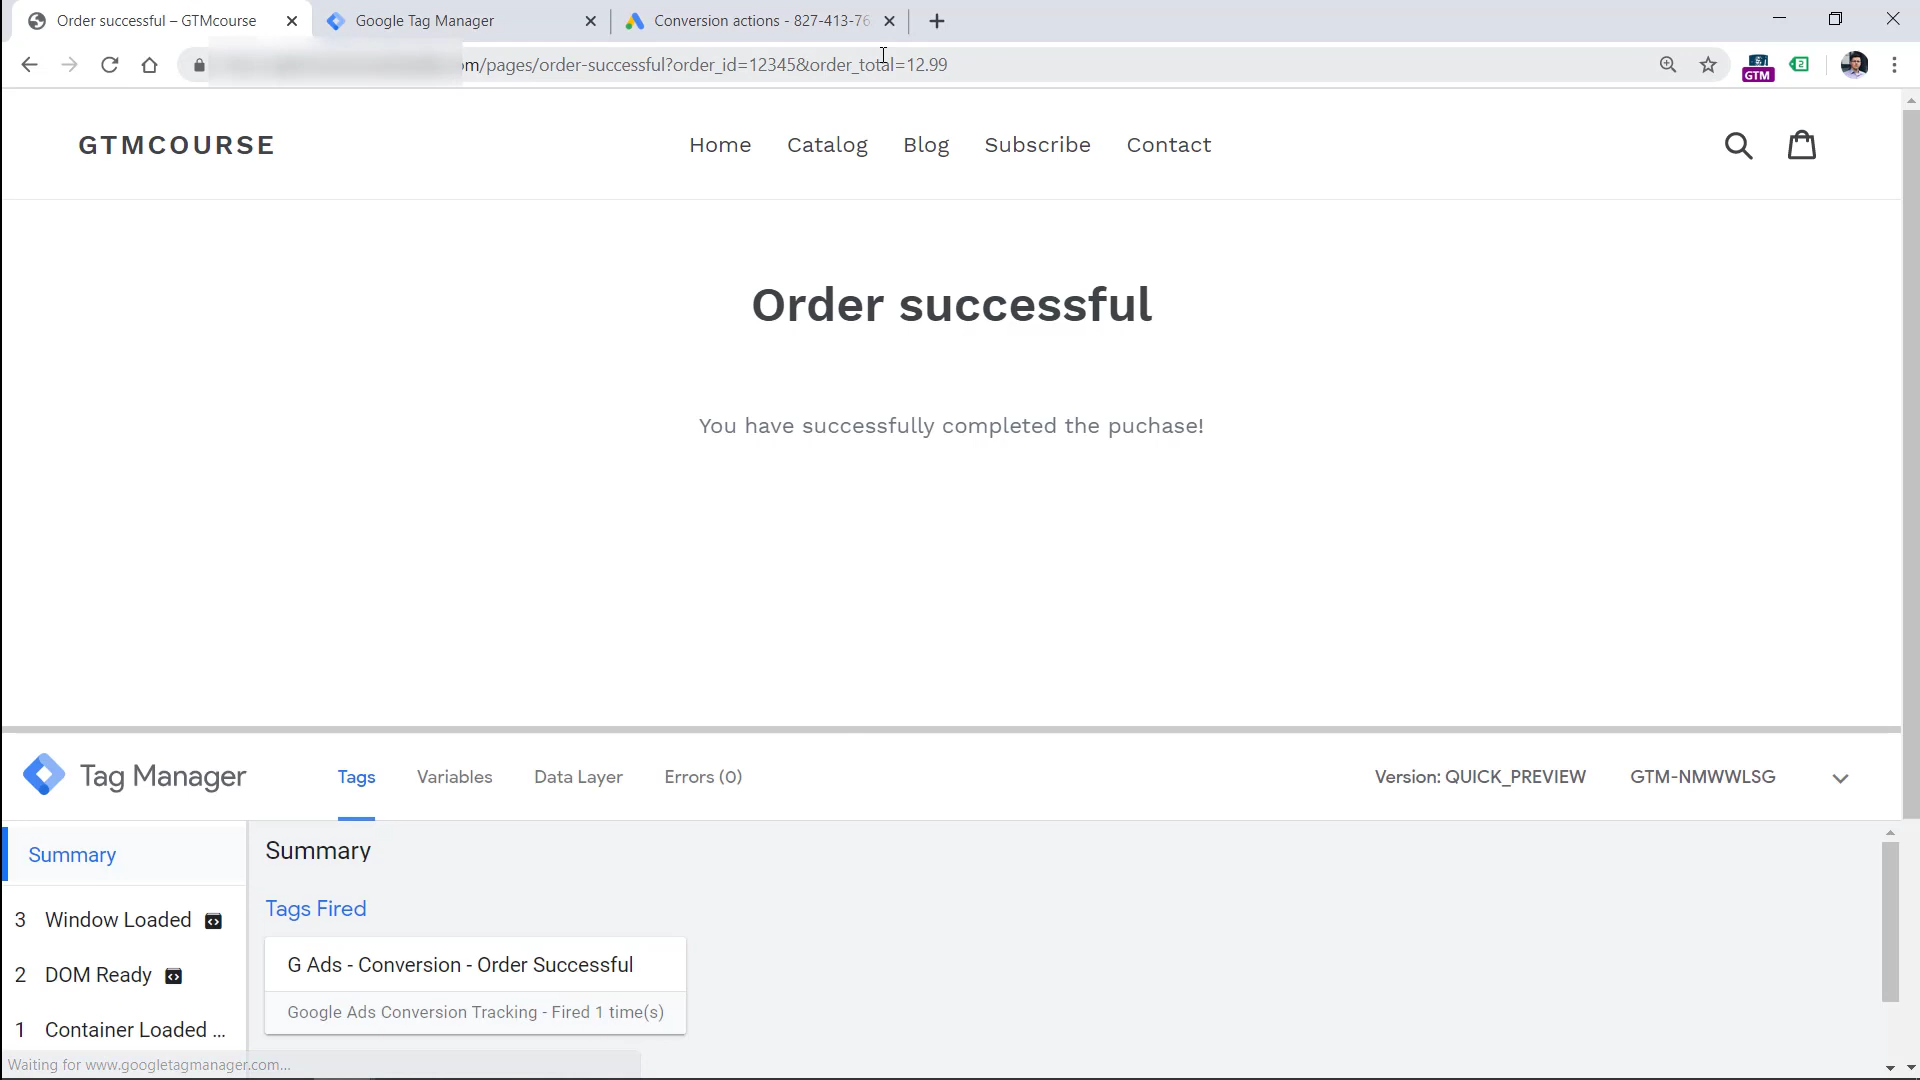 Order successful – GTMcourse
Google Tag Manager
Conversion actions - 827-413-76
om/pages/order-successful?order_id=12345&order_total=12.99
GTM
2
GTMCOURSE
Home
Catalog
Blog
Subscribe
Contact
Order successful
You have successfully completed the puchase!
Tag Manager
Tags
Variables
Data Layer
Errors (0)
Version: QUICK_PREVIEW
GTM-NMWWLSG
Summary
3 Window Loaded
2 DOM Ready
1 Container Loaded ...
Summary
Tags Fired
G Ads - Conversion - Order Successful
Google Ads Conversion Tracking - Fired 1 time(s)
Waiting for www.googletagmanager.com...